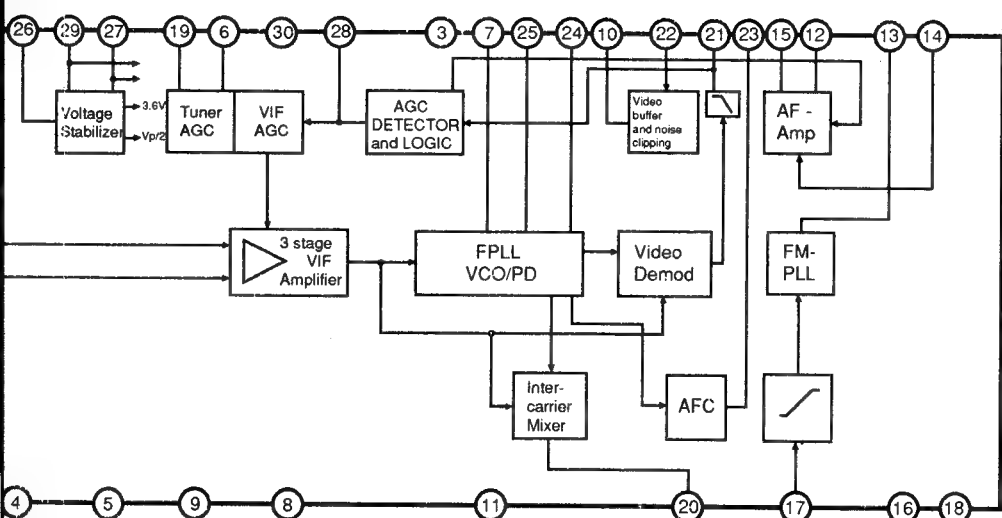 26 29 27 19 6 30 28 3 7 25 24 10 22 21 23 15 12 13 14
Voltage
Stabilizer
3.6V
Vp/2
Tuner
AGC
VIF
AGC
AGC
DETECTOR
and LOGIC
Video
buffer
and noise
clipping
AF -
Amp
3 stage
VIF
Amplifier
FPLL
VCO/PD
Video
Demod
FM-
PLL
Inter-
carrier
Mixer
AFC
4 5 9 8 11 20 17 16 18